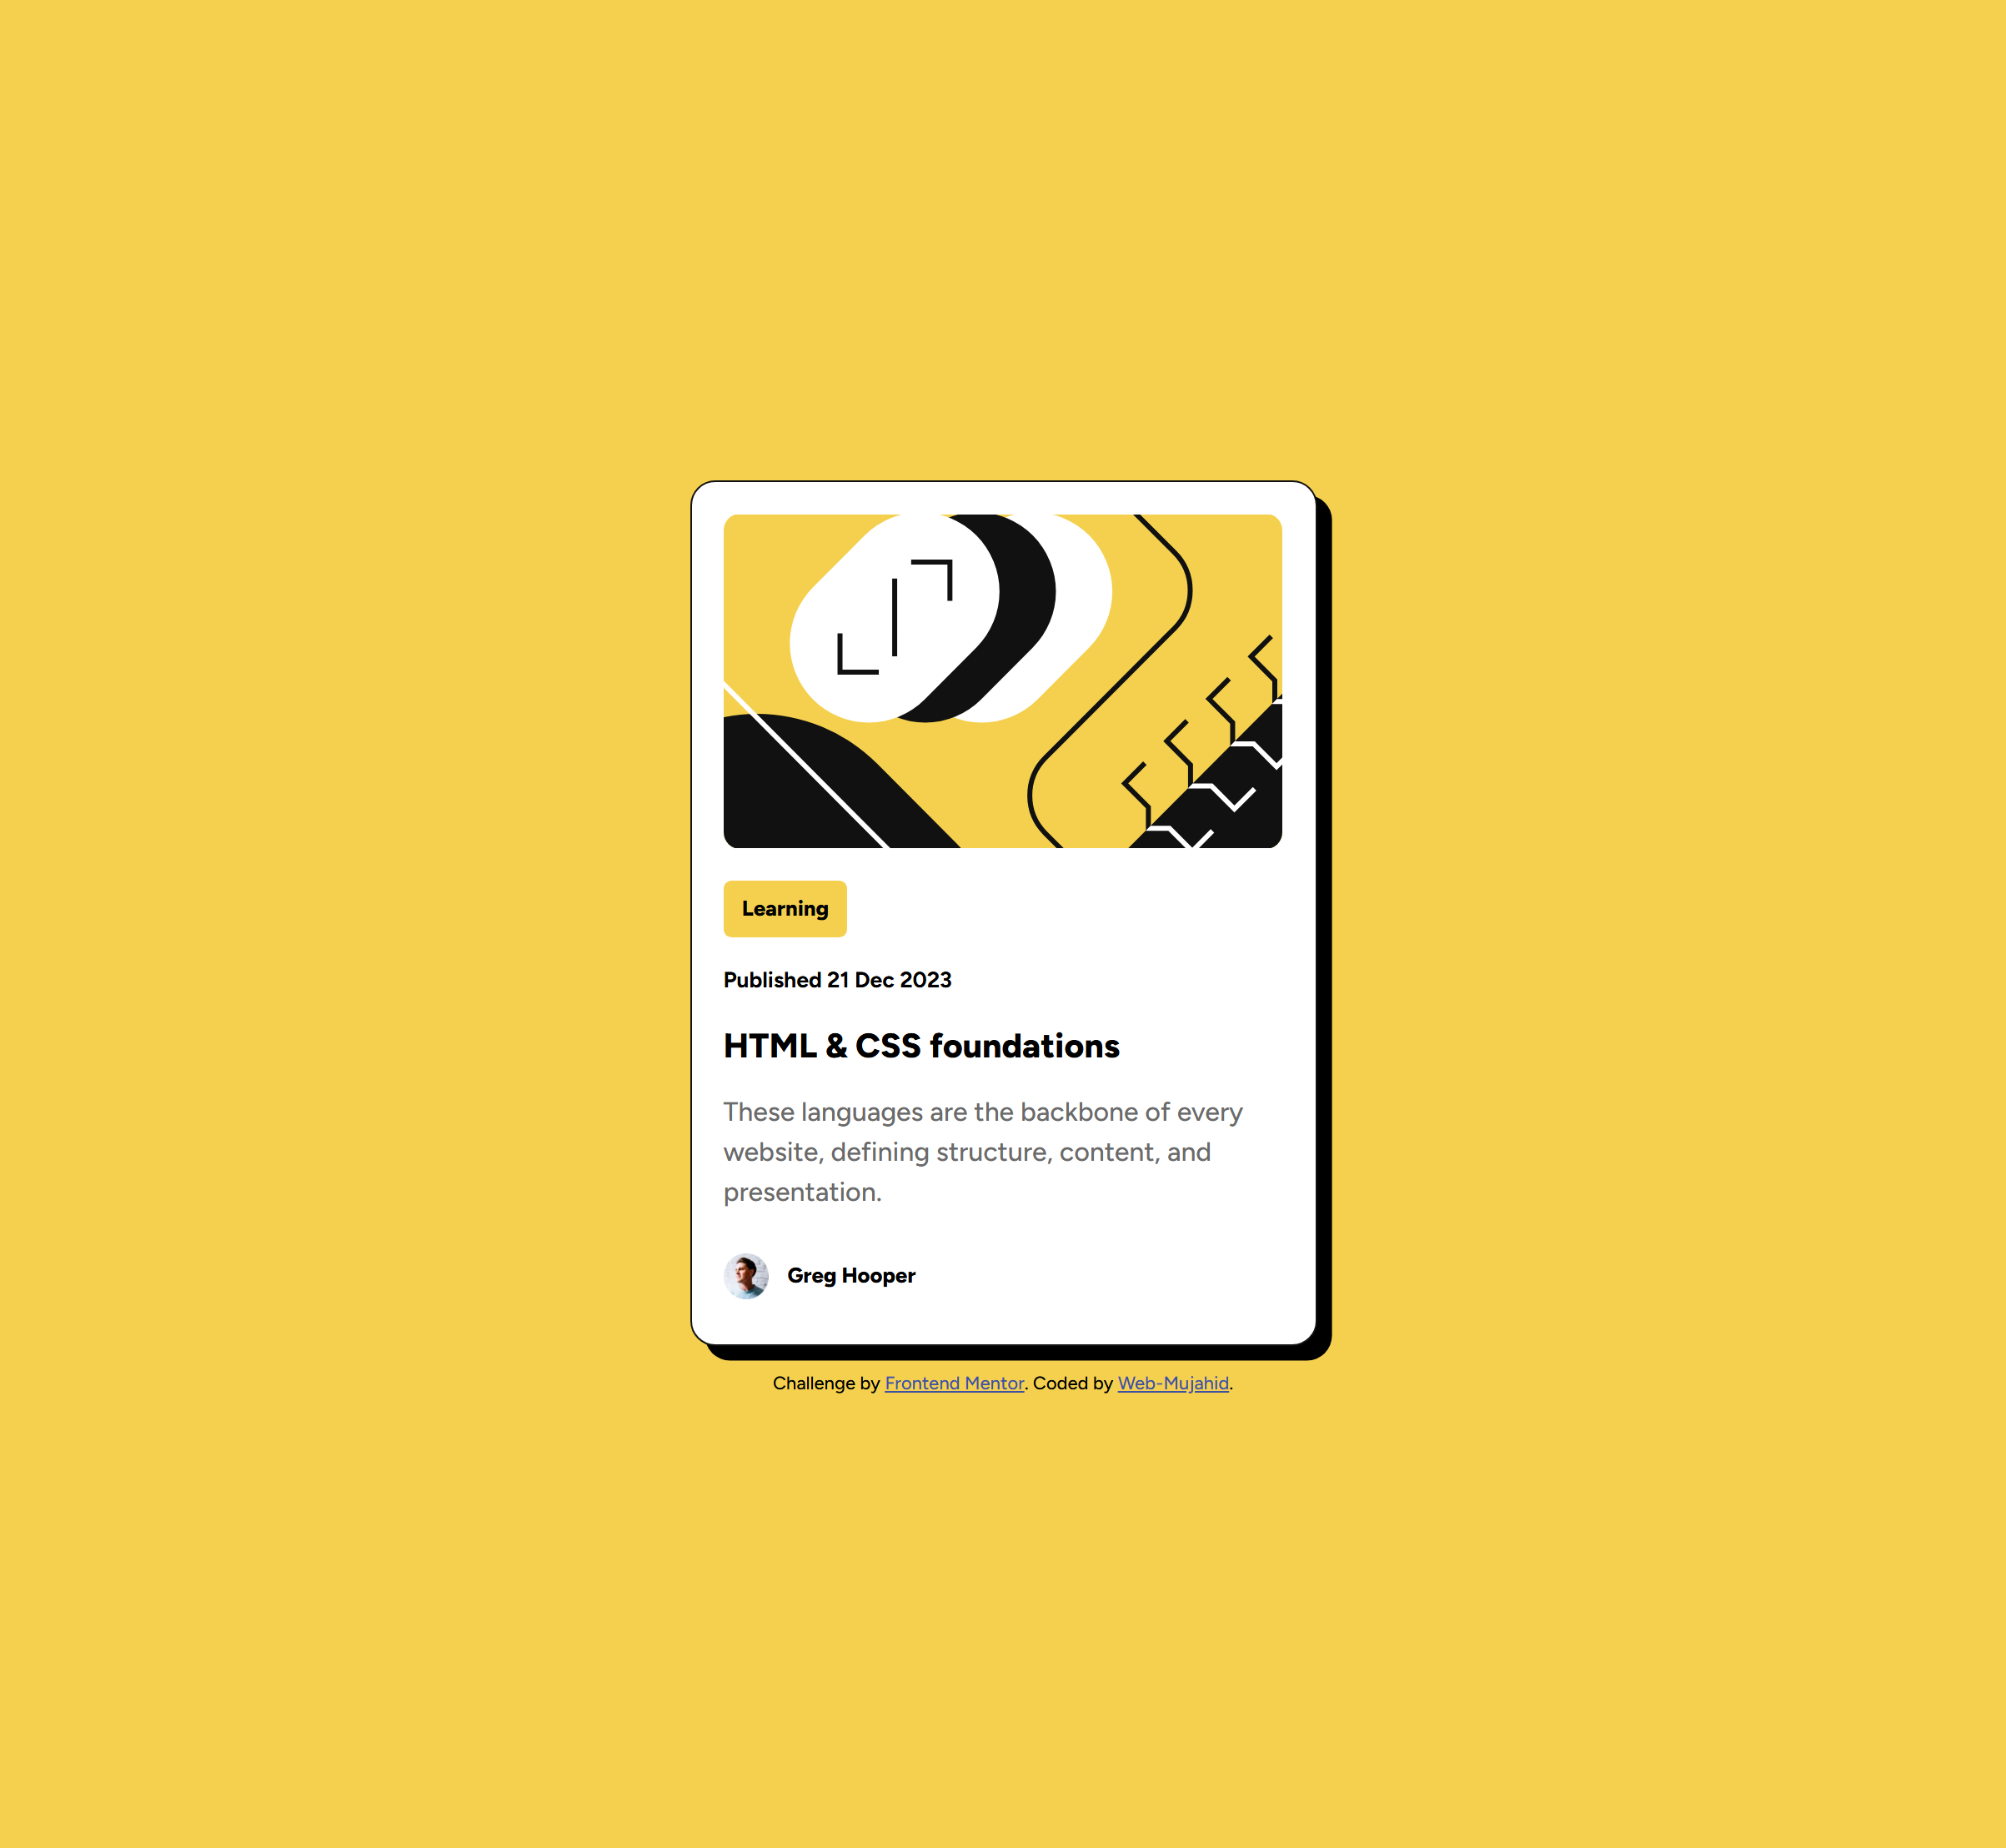 Learning
Published 21 Dec 2023
HTML & CSS foundations
These languages are the backbone of every
website, defining structure, content, and
presentation.
Greg Hooper
Challenge by Frontend Mentor. Coded by Web-Mujahid.